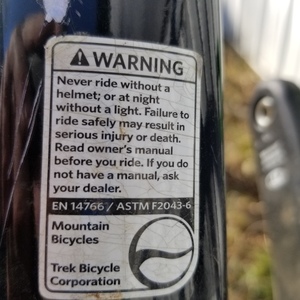 WARNING
Never ride without a
helmet; or at night
without a light. Failure to
ride safely may result in
serious injury or death.
Read owner's manual
before you ride. If you do
not have a manual, ask
your dealer.
EN 14766 / ASTM F2043-6
Mountain
Bicycles
Trek Bicycle
Corporation